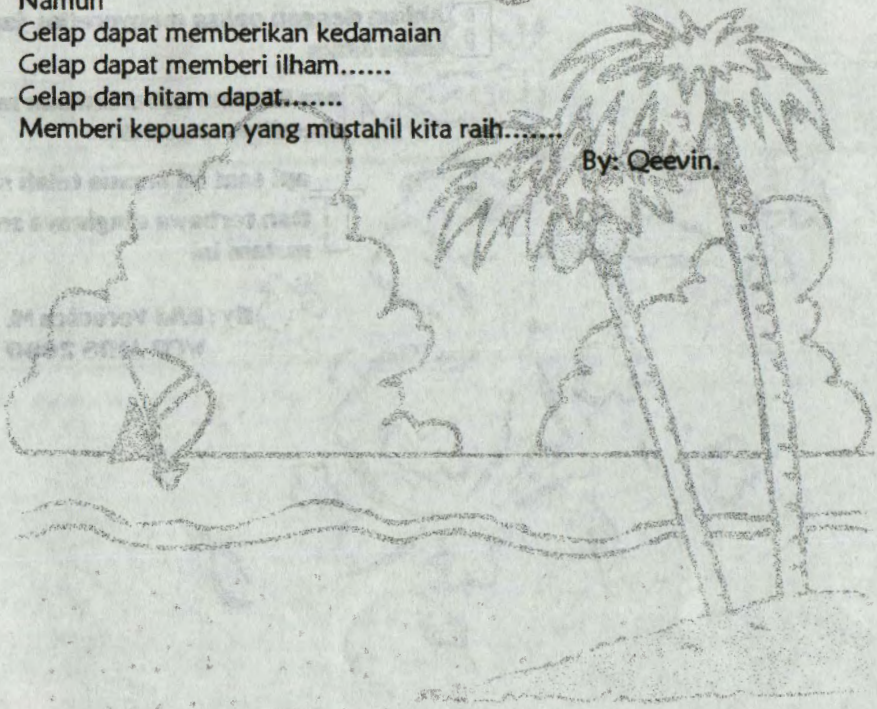 Namun
Gelap dapat memberikan kedamaian
Gelap dapat memberi ilham......
Gelap dan hitam dapat.......
Memberi kepuasan yang mustahil kita raih.......
By: Qeevin.